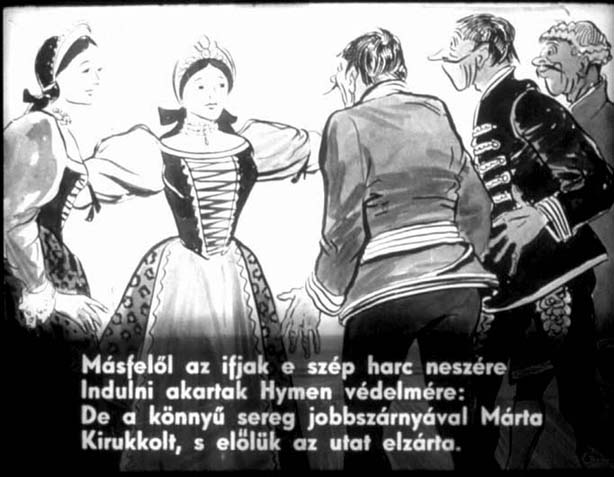 Másfelől az ifjak e szép harc neszére
Indulni akartak Hymen védelmére:
De a könnyű sereg jobbszárnyával Márta
Kirukkolt, s előlük az utat elzárta.